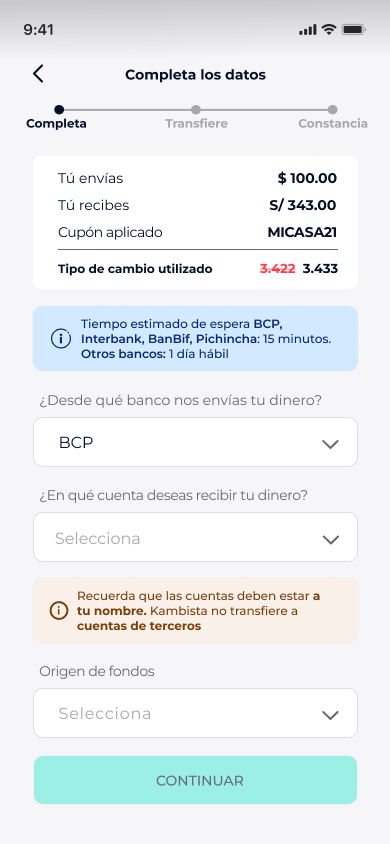 9:41
Completa los datos
Completa Transfiere Constancia
Tú envías $ 100.00
Tú recibes S/ 343.00
Cupón aplicado MICASA21
Tipo de cambio utilizado 3.422 3.433
Tiempo estimado de espera BCP,
Interbank, BanBif, Pichincha: 15 minutos.
Otros bancos: 1 día hábil
¿Desde qué banco nos envías tu dinero?
BCP
¿En qué cuenta deseas recibir tu dinero?
Selecciona
Recuerda que las cuentas deben estar a
tu nombre. Kambista no transfiere a
cuentas de terceros
Origen de fondos
Selecciona
CONTINUAR